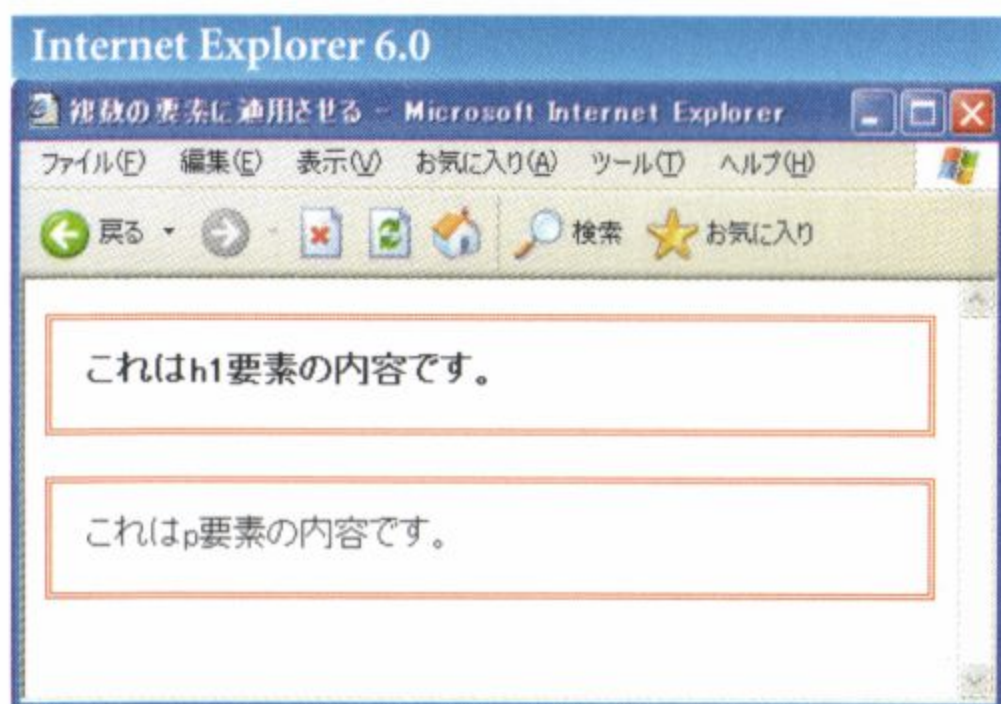 Internet Explorer 6.0
複数の要素に適用させる - Microsoft Internet Explorer
ファイル(F) 編集(E) 表示(V) お気に入り(A) ツール(T) ヘルプ(H)
戻る 検索 お気に入り
これはh1要素の内容です。
これはp要素の内容です。